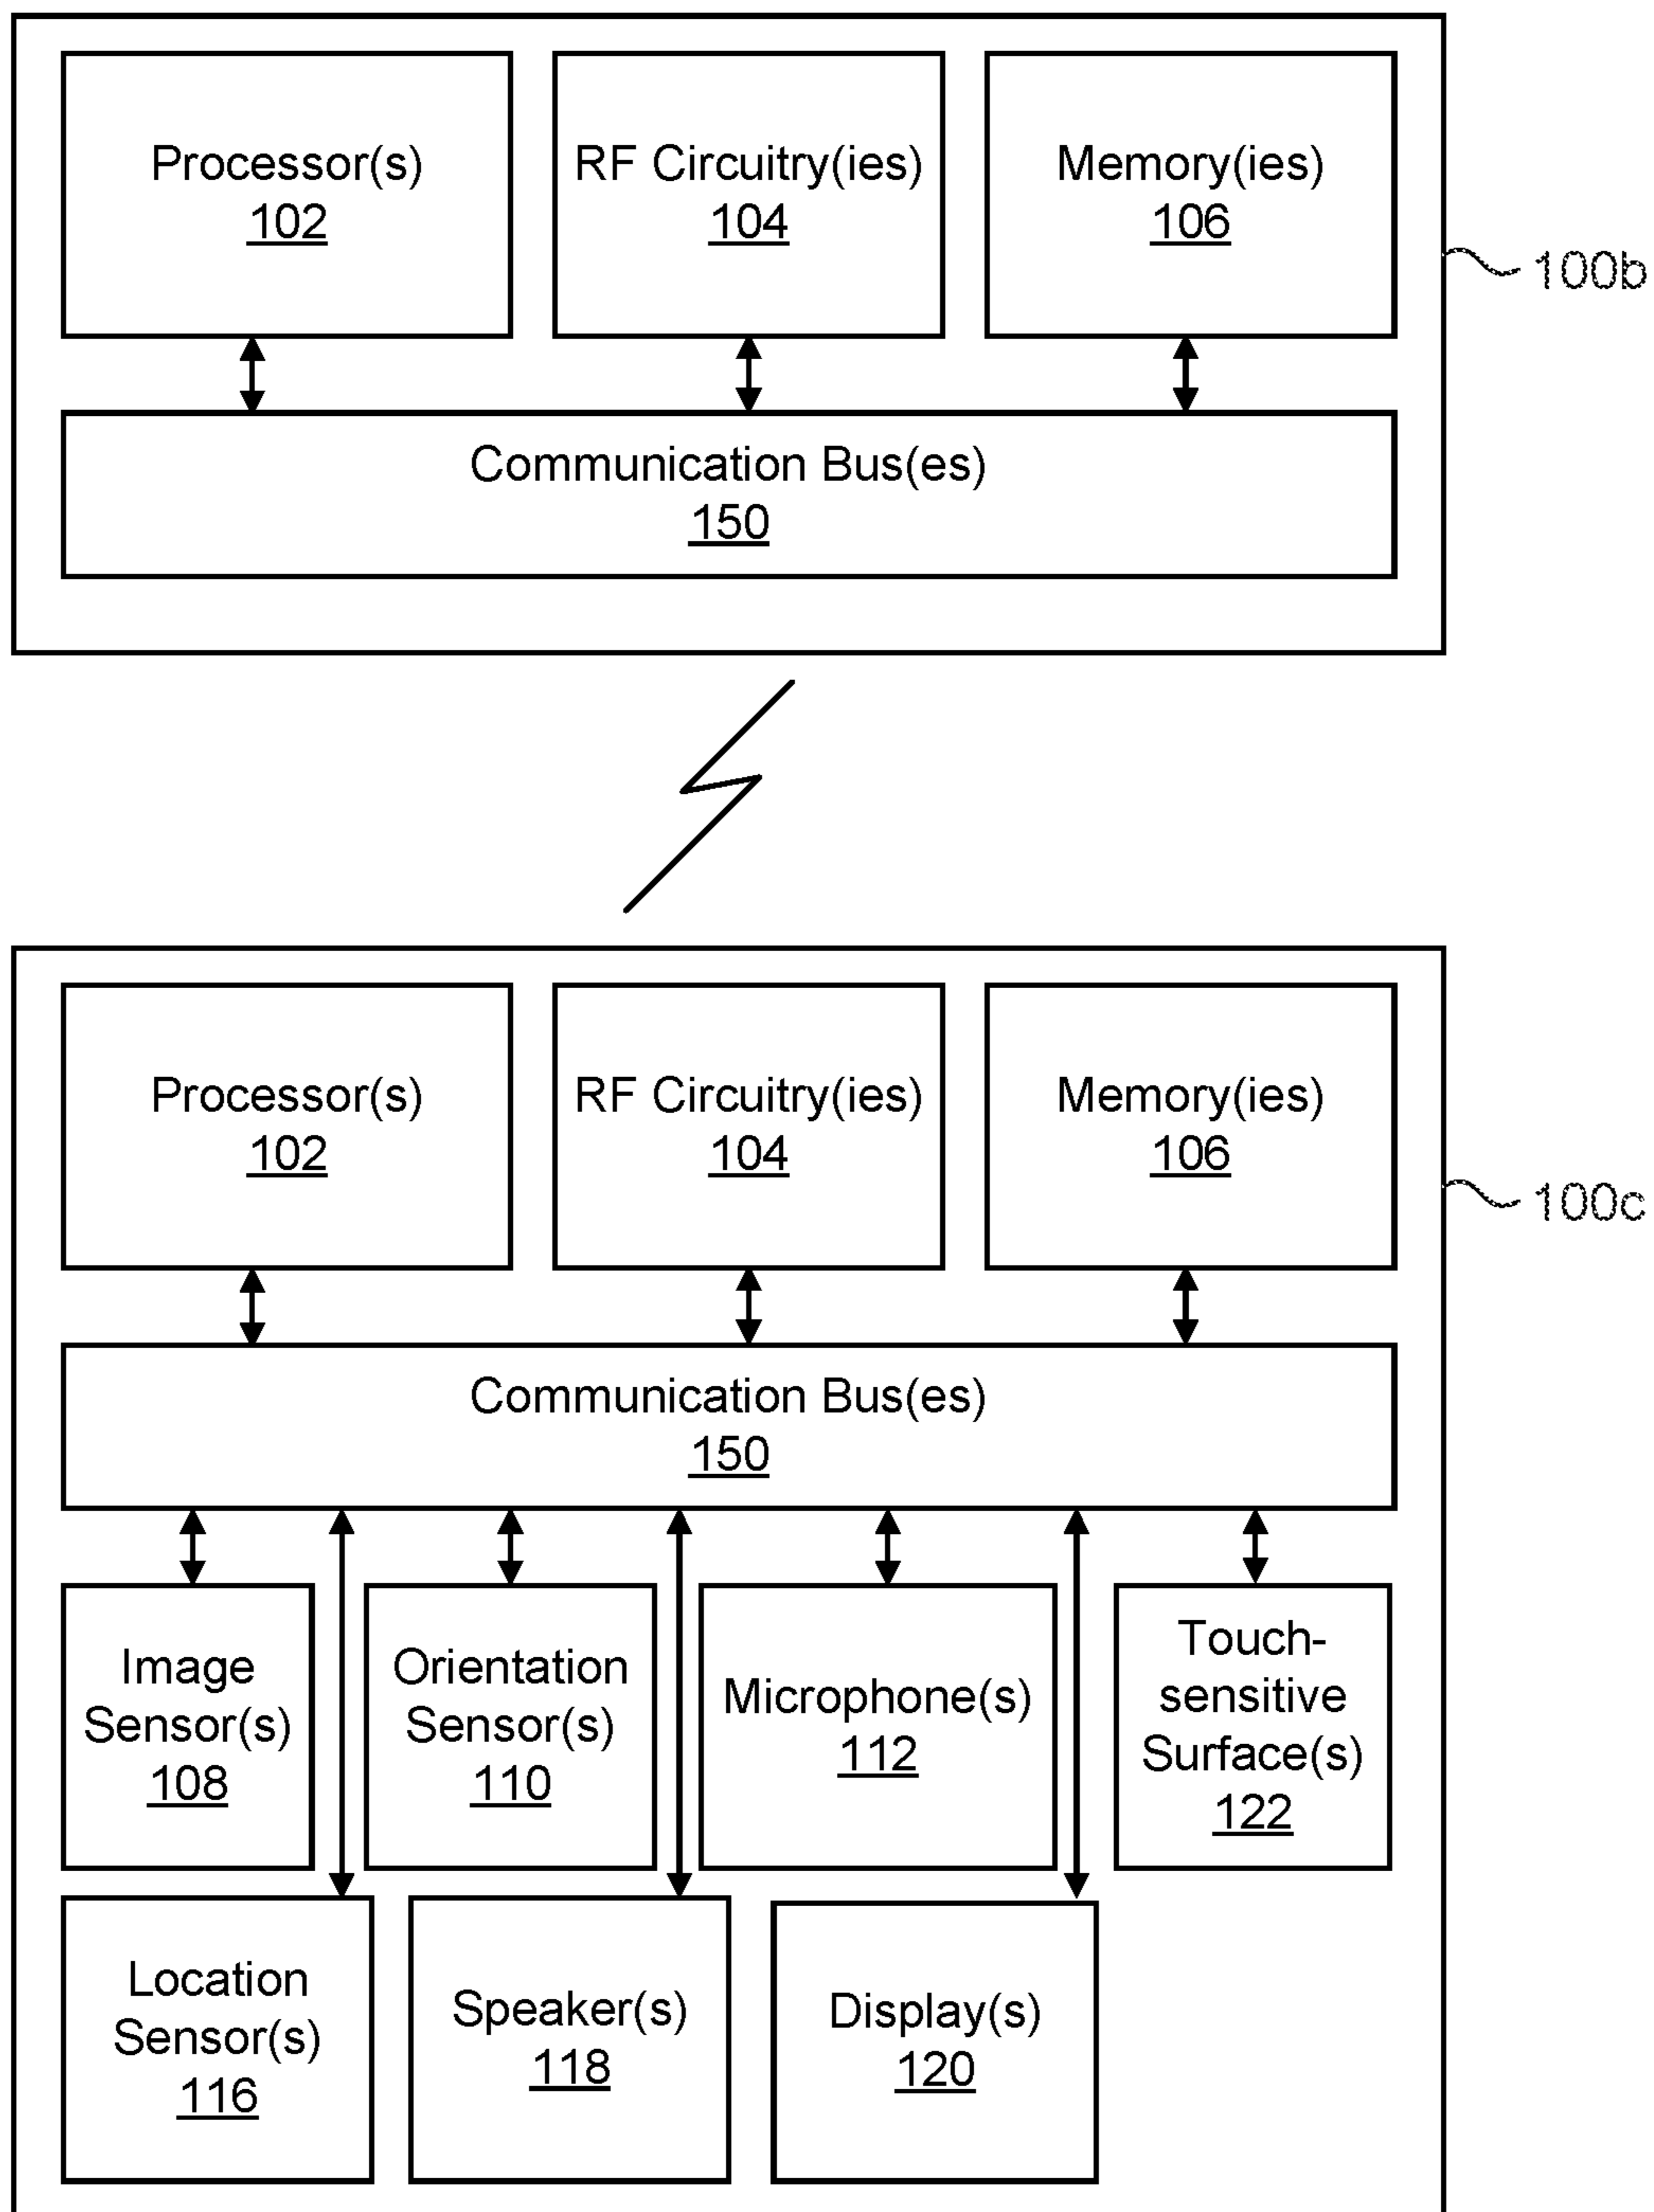 Processor(s)
102
RF Circuitry(ies)
104
Memory(ies)
106
100b
Communication Bus(es)
150
Processor(s)
102
RF Circuitry(ies)
104
Memory(ies)
106
100c
Communication Bus(es)
150
Image
Sensor(s)
108
Orientation
Sensor(s)
110
Microphone(s)
112
Touch-
sensitive
Surface(s)
122
Location
Sensor(s)
116
Speaker(s)
118
Display(s)
120